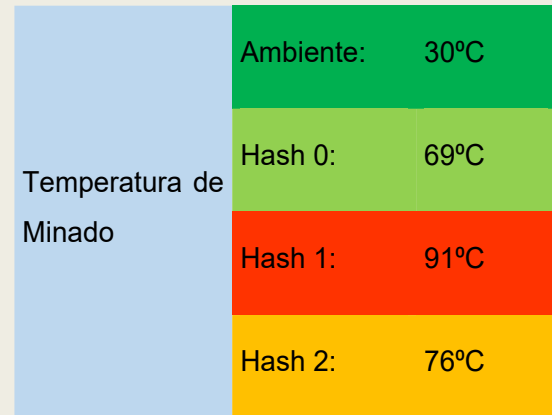 Temperatura de
Minado
Ambiente: 30ºC
Hash 0: 69ºC
Hash 1: 91ºC
Hash 2: 76ºC